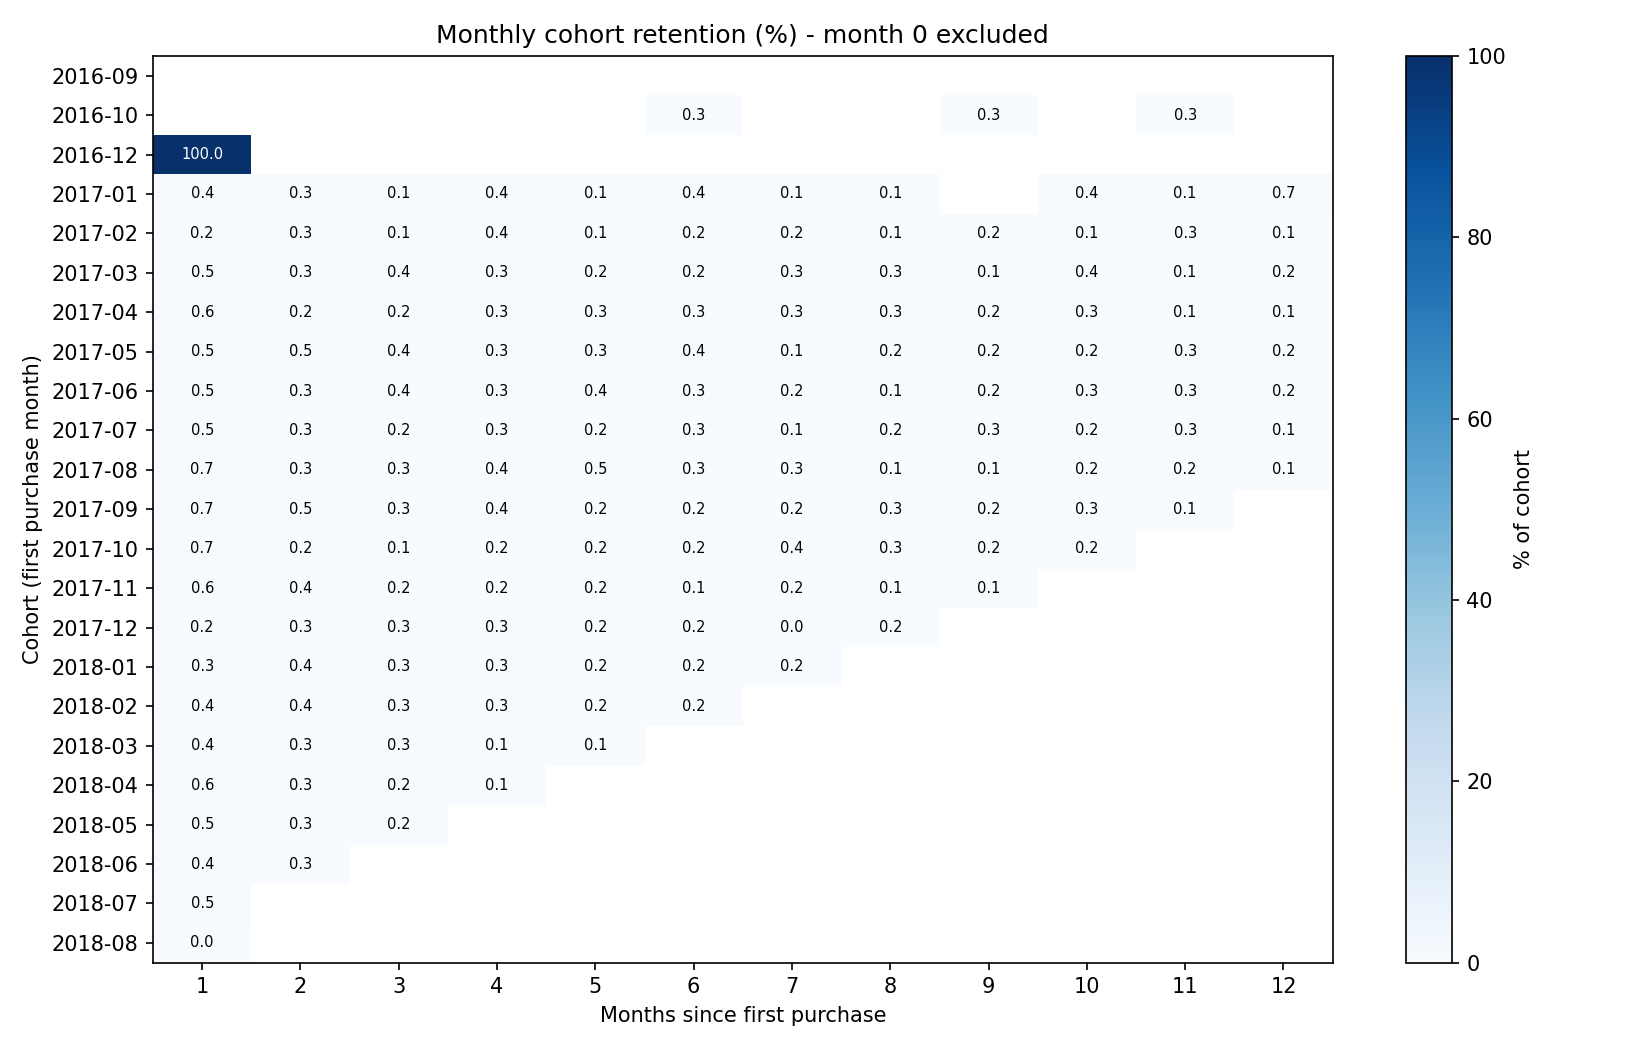 Monthly cohort retention (%) - month 0 excluded
2016-09
2016-10 0.3 0.3 0.3
2016-12 100.0
2017-01 0.4 0.3 0.1 0.4 0.1 0.4 0.1 0.1 0.4 0.1 0.7
2017-02 0.2 0.3 0.1 0.4 0.1 0.2 0.2 0.1 0.2 0.1 0.3 0.1
2017-03 0.5 0.3 0.4 0.3 0.2 0.2 0.3 0.3 0.1 0.4 0.1 0.2
2017-04 0.6 0.2 0.2 0.3 0.3 0.3 0.3 0.3 0.2 0.3 0.1 0.1
2017-05 0.5 0.5 0.4 0.3 0.3 0.4 0.1 0.2 0.2 0.2 0.3 0.2
2017-06 0.5 0.3 0.4 0.3 0.4 0.3 0.2 0.1 0.2 0.3 0.3 0.2
2017-07 0.5 0.3 0.2 0.3 0.2 0.3 0.1 0.2 0.3 0.2 0.3 0.1
2017-08 0.7 0.3 0.3 0.4 0.5 0.3 0.3 0.1 0.1 0.2 0.2 0.1
2017-09 0.7 0.5 0.3 0.4 0.2 0.2 0.2 0.3 0.2 0.3 0.1
2017-10 0.7 0.2 0.1 0.2 0.2 0.2 0.4 0.3 0.2 0.2
2017-11 0.6 0.4 0.2 0.2 0.2 0.1 0.2 0.1 0.1
2017-12 0.2 0.3 0.3 0.3 0.2 0.2 0.0 0.2
2018-01 0.3 0.4 0.3 0.3 0.2 0.2 0.2
2018-02 0.4 0.4 0.3 0.3 0.2 0.2
2018-03 0.4 0.3 0.3 0.1 0.1
2018-04 0.6 0.3 0.2 0.1
2018-05 0.5 0.3 0.2
2018-06 0.4 0.3
2018-07 0.5
2018-08 0.0
1 2 3 4 5 6 7 8 9 10 11 12
Months since first purchase
Cohort (first purchase month)
100
80
60
40
20
0
% of cohort